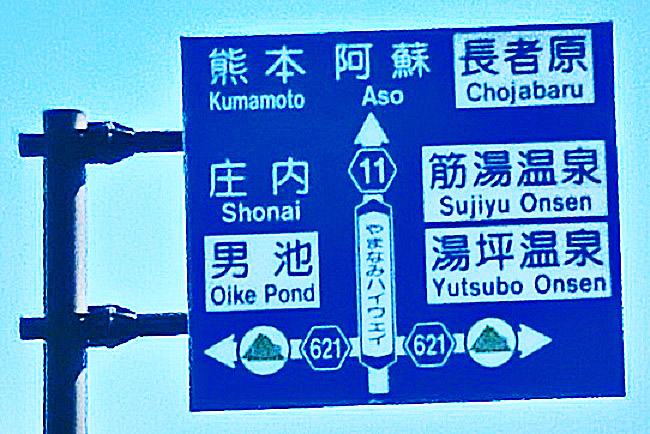 熊本 阿蘇 長者原
Kumamoto Aso Chojabaru
11
庄内 筋湯温泉
Shonai Sujiyu Onsen
やまなみハイウェイ
男池 湯坪温泉
Oike Pond Yutsubo Onsen
621 621